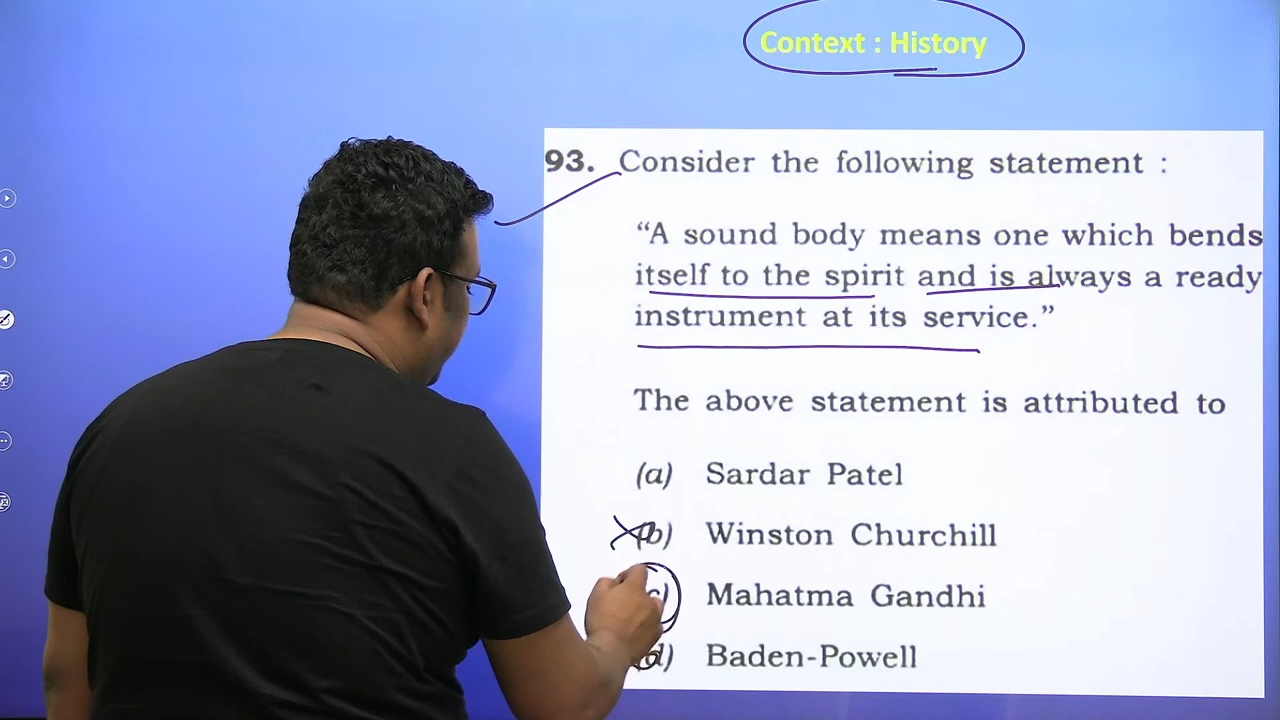 Context : History
93. Consider the following statement :
“A sound body means one which bends
itself to the spirit and is always a ready
instrument at its service.”
The above statement is attributed to
(a) Sardar Patel
(b) Winston Churchill
(c) Mahatma Gandhi
(d) Baden-Powell